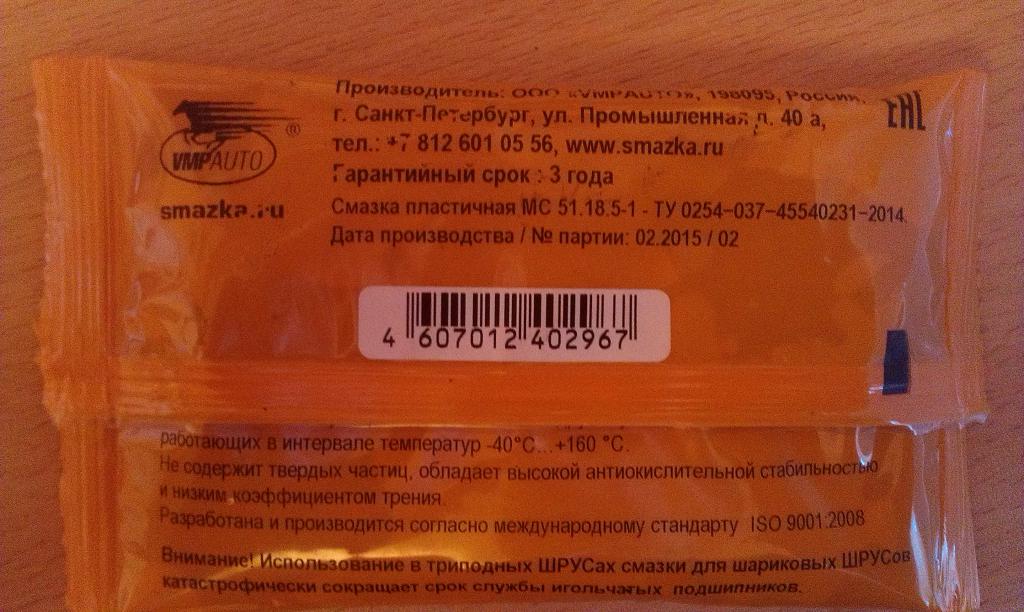 Производитель: ООО «VMPAUTO», 198095, Россия,
г. Санкт-Петербург, ул. Промышленная д. 40 а,
тел.: +7 812 601 05 56, www.smazka.ru
Гарантийный срок : 3 года
Смазка пластичная МС 51.18.5-1 - ТУ 0254-037-45540231-2014.
Дата производства / № партии: 02.2015 / 02
VMPAUTO ®
smazka.ru
EAC
4 607012 402967
работающих в интервале температур -40°C...+160 °C.
Не содержит твердых частиц, обладает высокой антиокислительной стабильностью
и низким коэффициентом трения.
Разработана и производится согласно международному стандарту ISO 9001:2008
Внимание! Использование в триподных ШРУСах смазки для шариковых ШРУСов
катастрофически сокращает срок службы игольчатых подшипников.